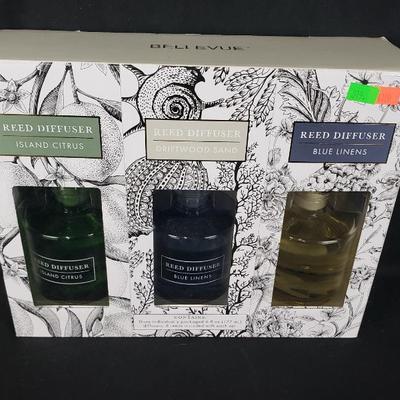 BELLEVUE
REED DIFFUSER
ISLAND CITRUS
REED DIFFUSER
DRIFTWOOD SAND
REED DIFFUSER
BLUE LINENS
REED DIFFUSER
ISLAND CITRUS
REED DIFFUSER
BLUE LINENS
CONTAINS: